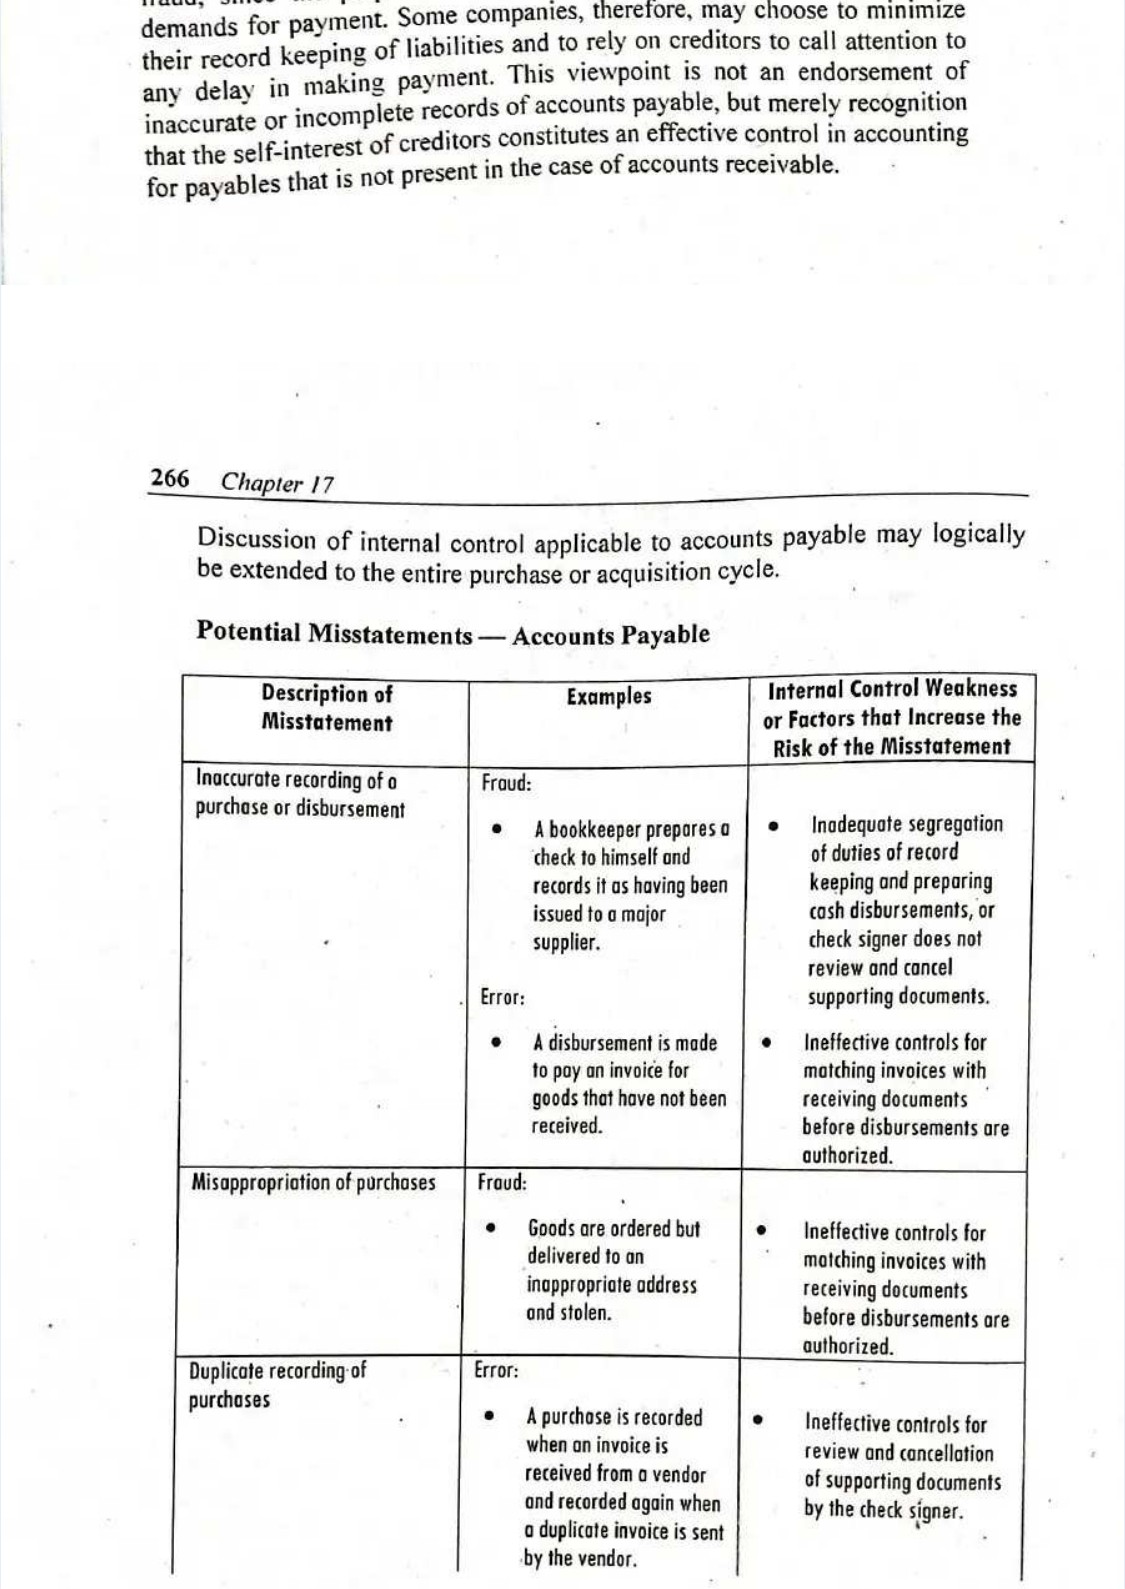 demands for payment. Some companies, therefore, may choose to minimize
their record keeping of liabilities and to rely on creditors to call attention to
any delay in making payment. This viewpoint is not an endorsement of
inaccurate or incomplete records of accounts payable, but merely recognition
that the self-interest of creditors constitutes an effective control in accounting
for payables that is not present in the case of accounts receivable.
266 Chapter 17
Discussion of internal control applicable to accounts payable may logically
be extended to the entire purchase or acquisition cycle.
Potential Misstatements — Accounts Payable
Description of
Misstatement
Examples
Internal Control Weakness
or Factors that Increase the
Risk of the Misstatement
Inaccurate recording of a
purchase or disbursement
Fraud:
• A bookkeeper prepares a
check to himself and
records it as having been
issued to a major
supplier.
Error:
• A disbursement is made
to pay an invoice for
goods that have not been
received.
• Inadequate segregation
of duties of record
keeping and preparing
cash disbursements, or
check signer does not
review and cancel
supporting documents.
• Ineffective controls for
matching invoices with
receiving documents
before disbursements are
authorized.
Misappropriation of purchases
Fraud:
• Goods are ordered but
delivered to an
inappropriate address
and stolen.
• Ineffective controls for
matching invoices with
receiving documents
before disbursements are
authorized.
Duplicate recording of
purchases
Error:
• A purchase is recorded
when an invoice is
received from a vendor
and recorded again when
a duplicate invoice is sent
by the vendor.
• Ineffective controls for
review and cancellation
of supporting documents
by the check signer.